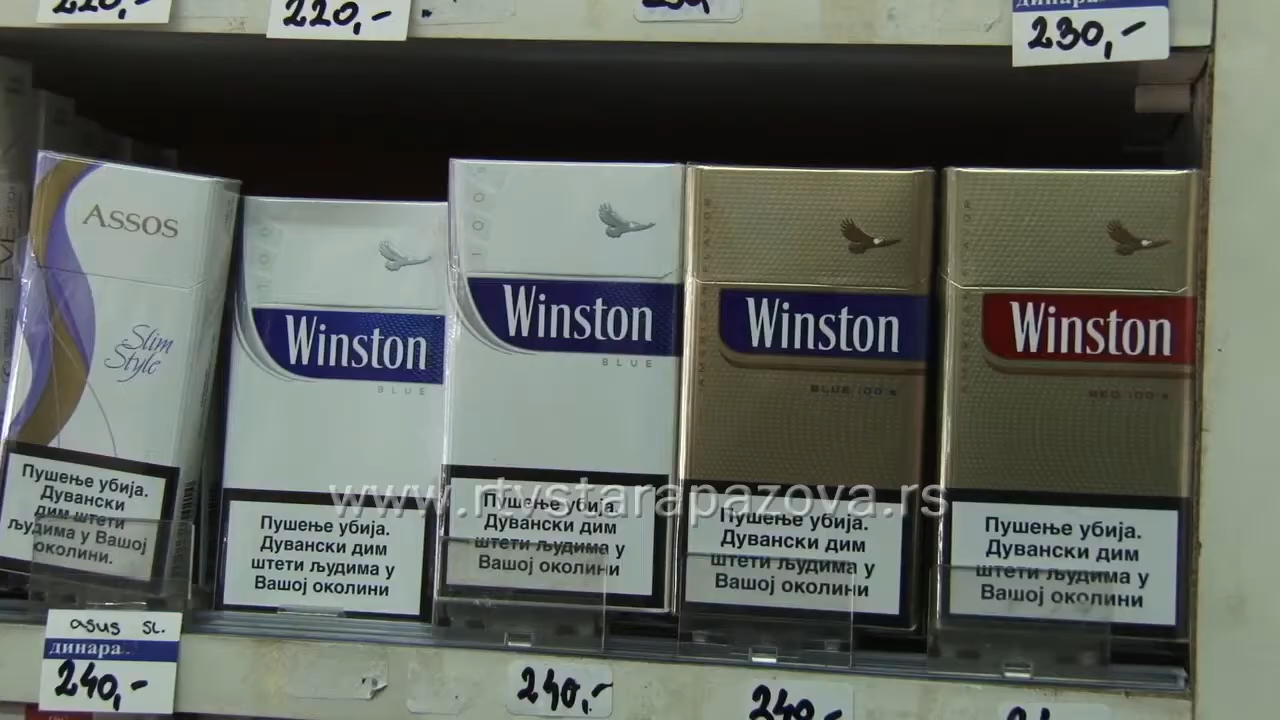 220,-
220,-
230,-
динара
230,-
ASSOS
Slim
Style
Пушење убија.
Дувански
дим штети
људима у Вашој
околини.
100's
Winston
BLUE
Пушење убија.
Дувански дим
штети људима у
Вашој околини
100's
Winston
BLUE
Пушење убија.
Дувански дим
штети људима у
Вашој околини
Winston
BLUE 100's
Пушење убија.
Дувански дим
штети људима у
Вашој околини
Winston
RED 100's
Пушење убија.
Дувански дим
штети људима у
Вашој околини
www.rtvstarapazova.rs
asus sl.
динара
240,-
240,-
240,-